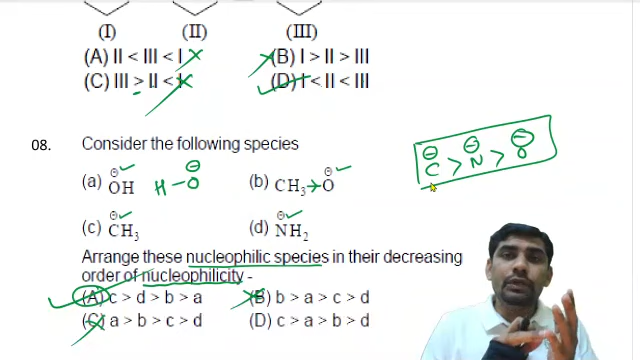 (I) (II) (III)
(A) II < III < I (B) I > II > III
(C) III > II < I (D) I < II < III
08. Consider the following species
(a) ⊖OH H–O⊖ (b) CH₃→O⊖
C⊖ > N⊖ > O⊖
(c) ⊖CH₃ (d) ⊖NH₂
Arrange these nucleophilic species in their decreasing
order of nucleophilicity -
(A) c > d > b > a (B) b > a > c > d
(C) a > b > c > d (D) c > a > b > d